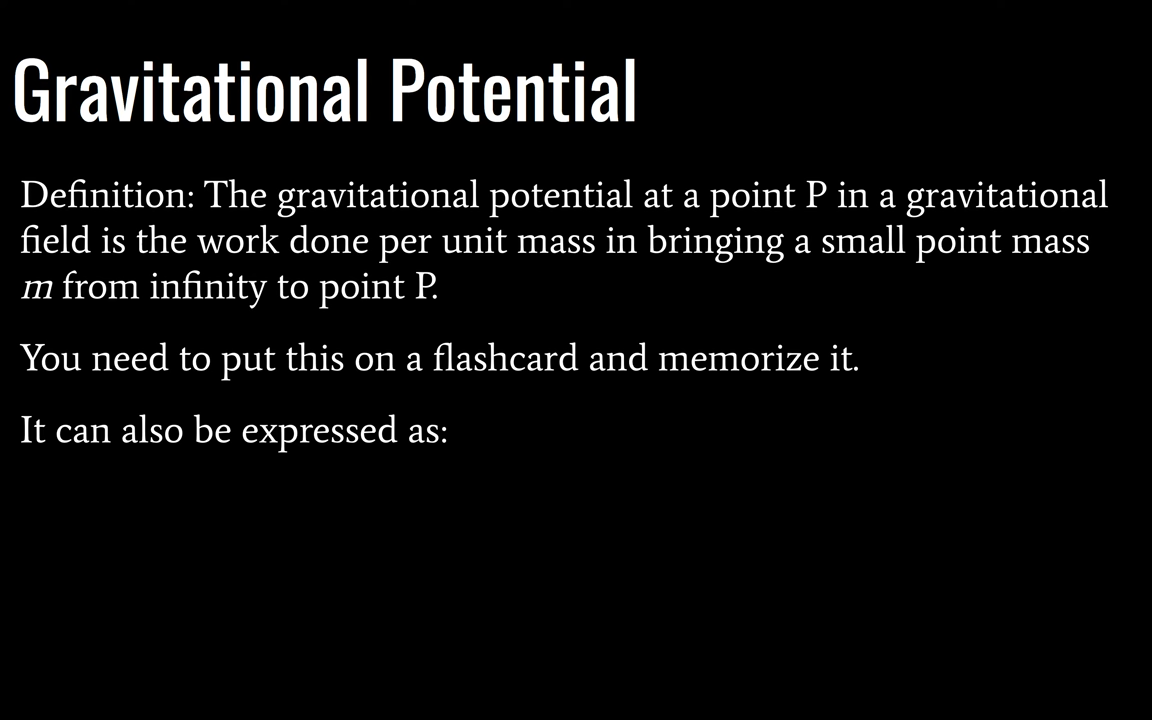 Gravitational Potential
Definition: The gravitational potential at a point P in a gravitational
field is the work done per unit mass in bringing a small point mass
m from infinity to point P.
You need to put this on a flashcard and memorize it.
It can also be expressed as: